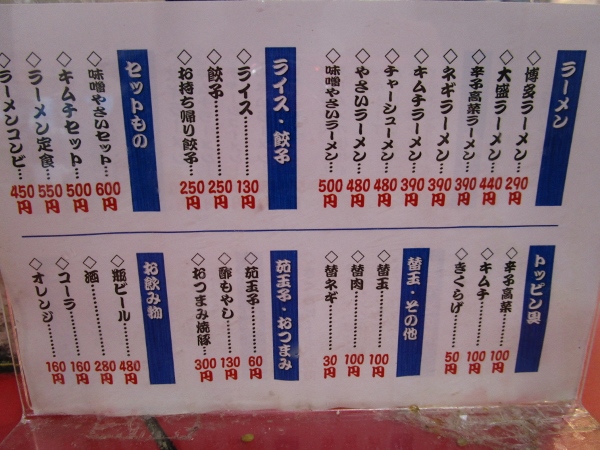 ラーメン
◇博多ラーメン……290円
◇大盛ラーメン……440円
◇辛子高菜ラーメン…390円
◇ネギラーメン……390円
◇キムチラーメン……390円
◇チャーシューメン……480円
◇やさいラーメン……480円
◇味噌やさいラーメン…500円
ライス・餃子
◇ライス……130円
◇餃子……250円
◇お持ち帰り餃子……250円
セットもの
◇味噌やさいセット…600円
◇キムチセット……500円
◇ラーメン定食……550円
◇ラーメンコンビ…450円
トッピン具
◇辛子高菜……100円
◇キムチ……100円
◇きくらげ……50円
替玉・その他
◇替玉……100円
◇替肉……100円
◇替ネギ……30円
茹玉子・おつまみ
◇茹玉子……60円
◇酢もやし……130円
◇おつまみ焼豚……300円
お飲み物
◇瓶ビール……480円
◇酒……280円
◇コーラ……160円
◇オレンジ……160円